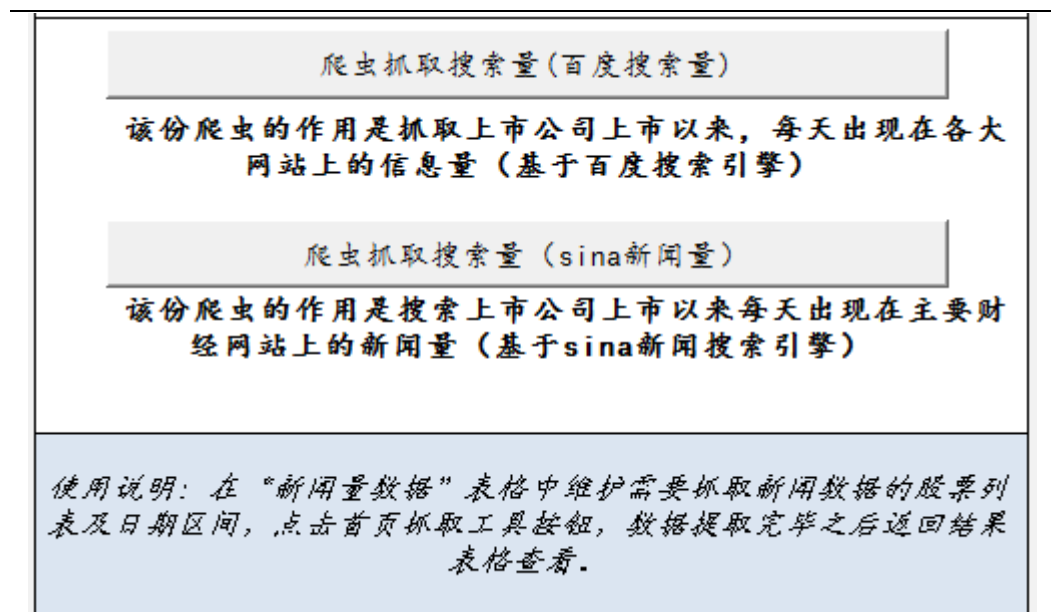 爬虫抓取搜索量(百度搜索量)
该份爬虫的作用是抓取上市公司上市以来，每天出现在各大
网站上的信息量（基于百度搜索引擎）
爬虫抓取搜索量（sina新闻量）
该份爬虫的作用是搜索上市公司上市以来每天出现在主要财
经网站上的新闻量（基于sina新闻搜索引擎）
使用说明：在“新闻量数据”表格中维护需要抓取新闻数据的股票列
表及日期区间，点击首页抓取工具按钮，数据提取完毕之后返回结果
表格查看.